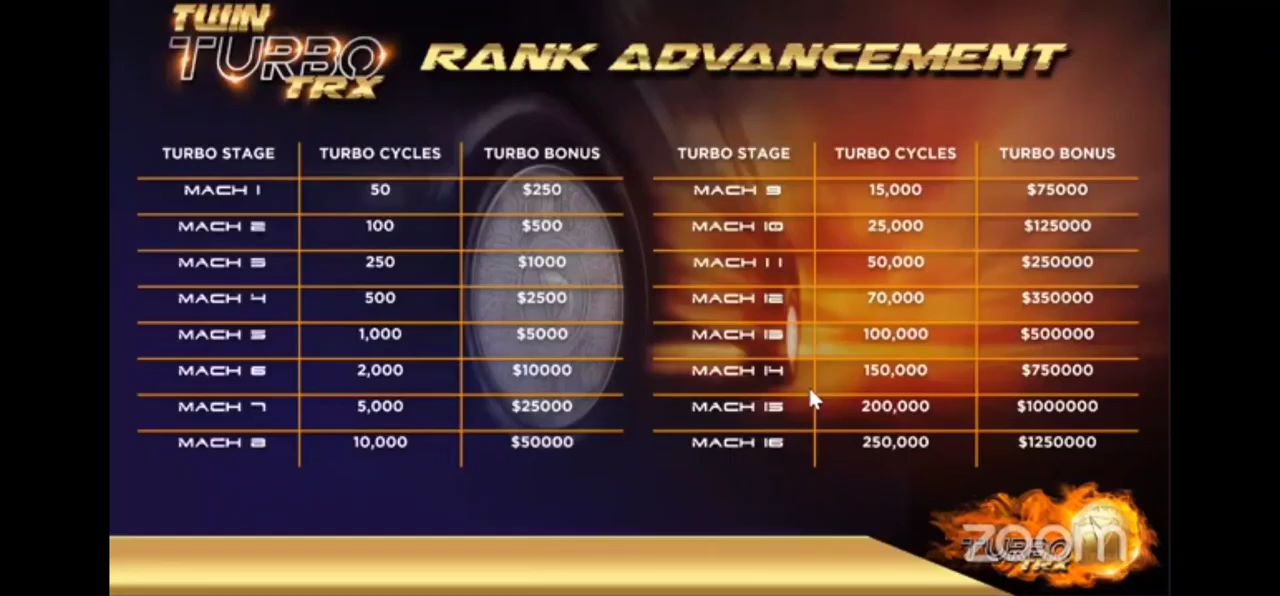 TWIN
TURBO
TRX
RANK ADVANCEMENT
TURBO STAGE TURBO CYCLES TURBO BONUS
MACH 1 50 $250
MACH 2 100 $500
MACH 3 250 $1000
MACH 4 500 $2500
MACH 5 1,000 $5000
MACH 6 2,000 $10000
MACH 7 5,000 $25000
MACH 8 10,000 $50000
TURBO STAGE TURBO CYCLES TURBO BONUS
MACH 9 15,000 $75000
MACH 10 25,000 $125000
MACH 11 50,000 $250000
MACH 12 70,000 $350000
MACH 13 100,000 $500000
MACH 14 150,000 $750000
MACH 15 200,000 $1000000
MACH 16 250,000 $1250000
zoom
TURBO
TRX